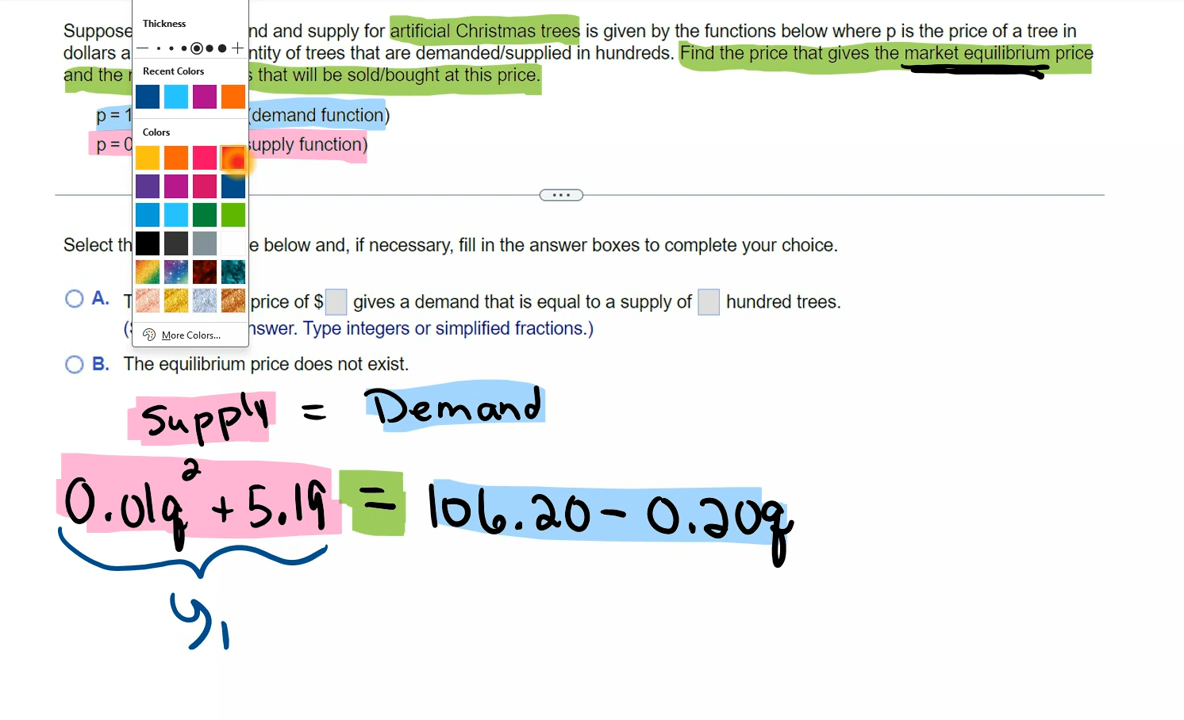 Suppose nd and supply for artificial Christmas trees is given by the functions below where p is the price of a tree in
dollars a ntity of trees that are demanded/supplied in hundreds. Find the price that gives the market equilibrium price
and the that will be sold/bought at this price.
p = 1 (demand function)
p = 0 upply function)
Thickness
Recent Colors
Colors
More Colors...
Select th e below and, if necessary, fill in the answer boxes to complete your choice.
A. T price of $ gives a demand that is equal to a supply of hundred trees.
( nswer. Type integers or simplified fractions.)
B. The equilibrium price does not exist.
Supply = Demand
0.01q² + 5.19 = 106.20 - 0.20q
y₁